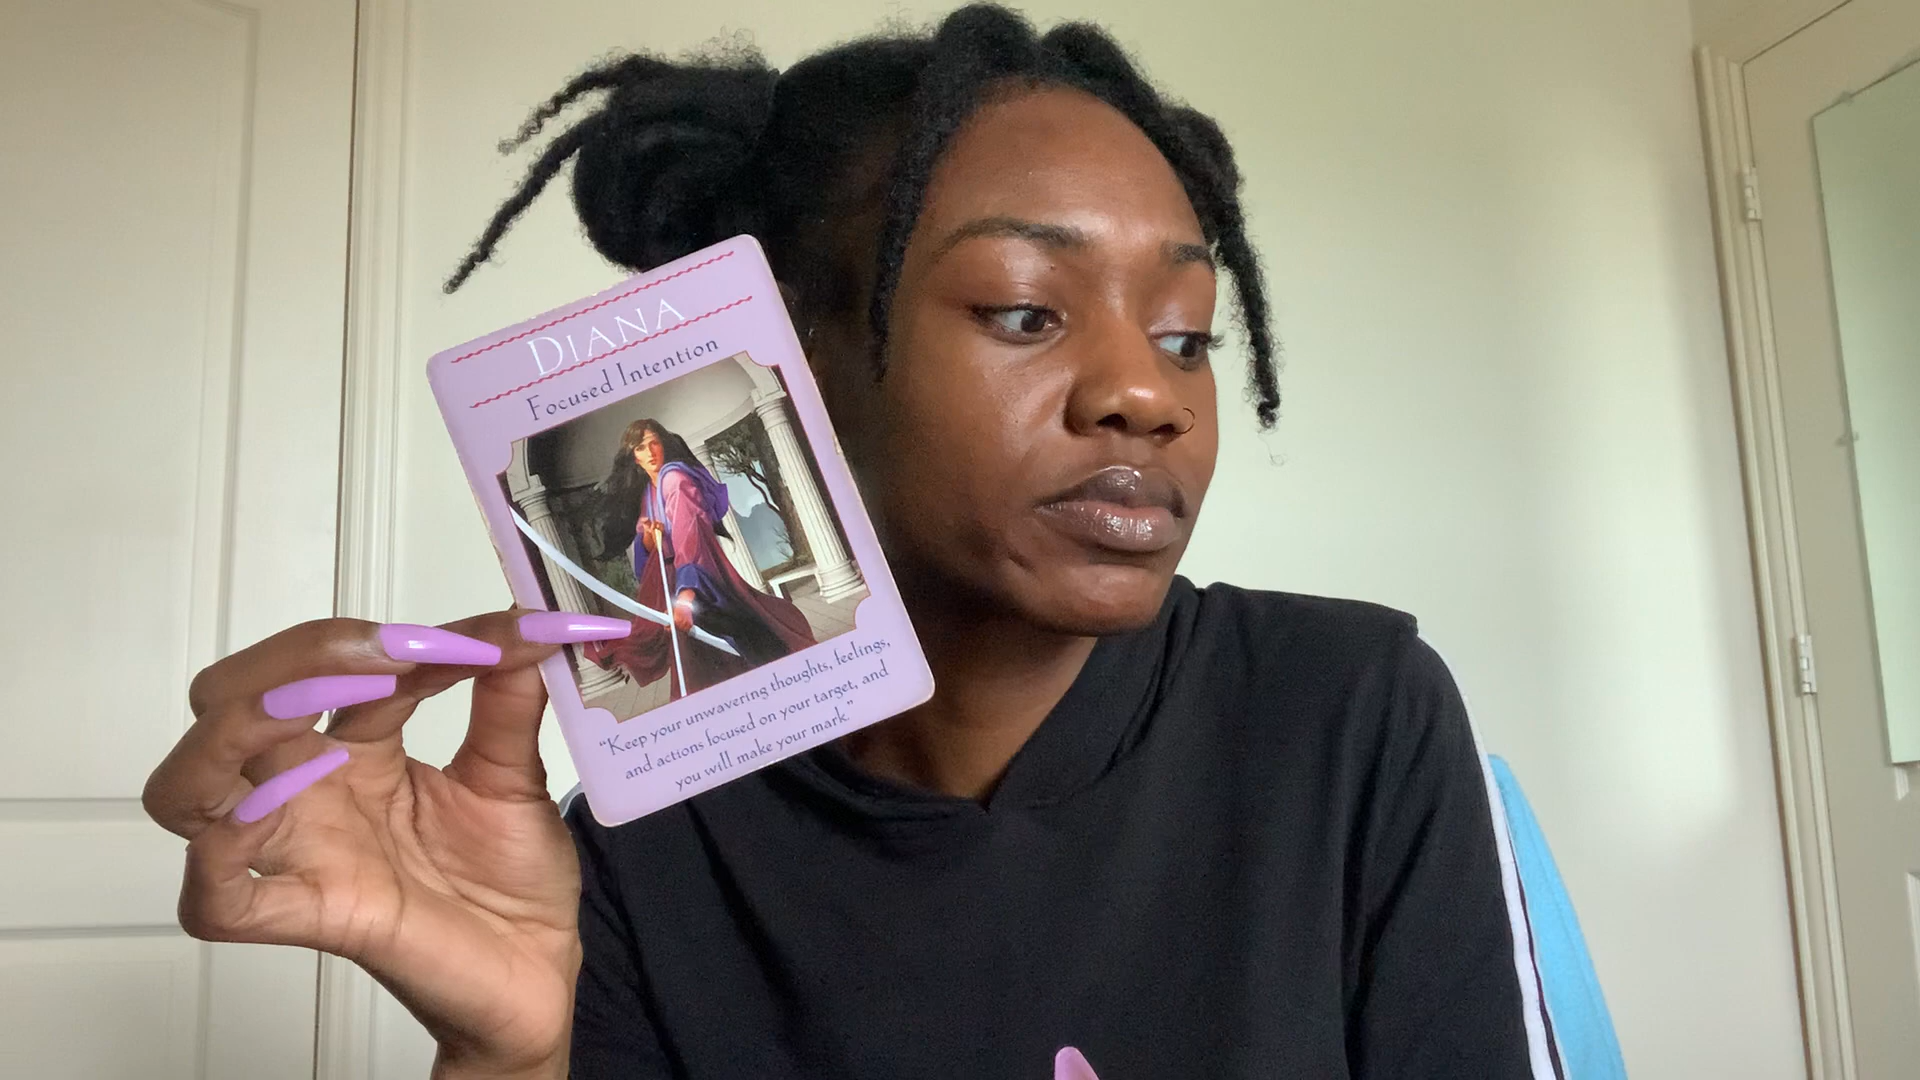 DIANA
Focused Intention
"Keep your unwavering thoughts, feelings,
and actions focused on your target, and
you will make your mark."